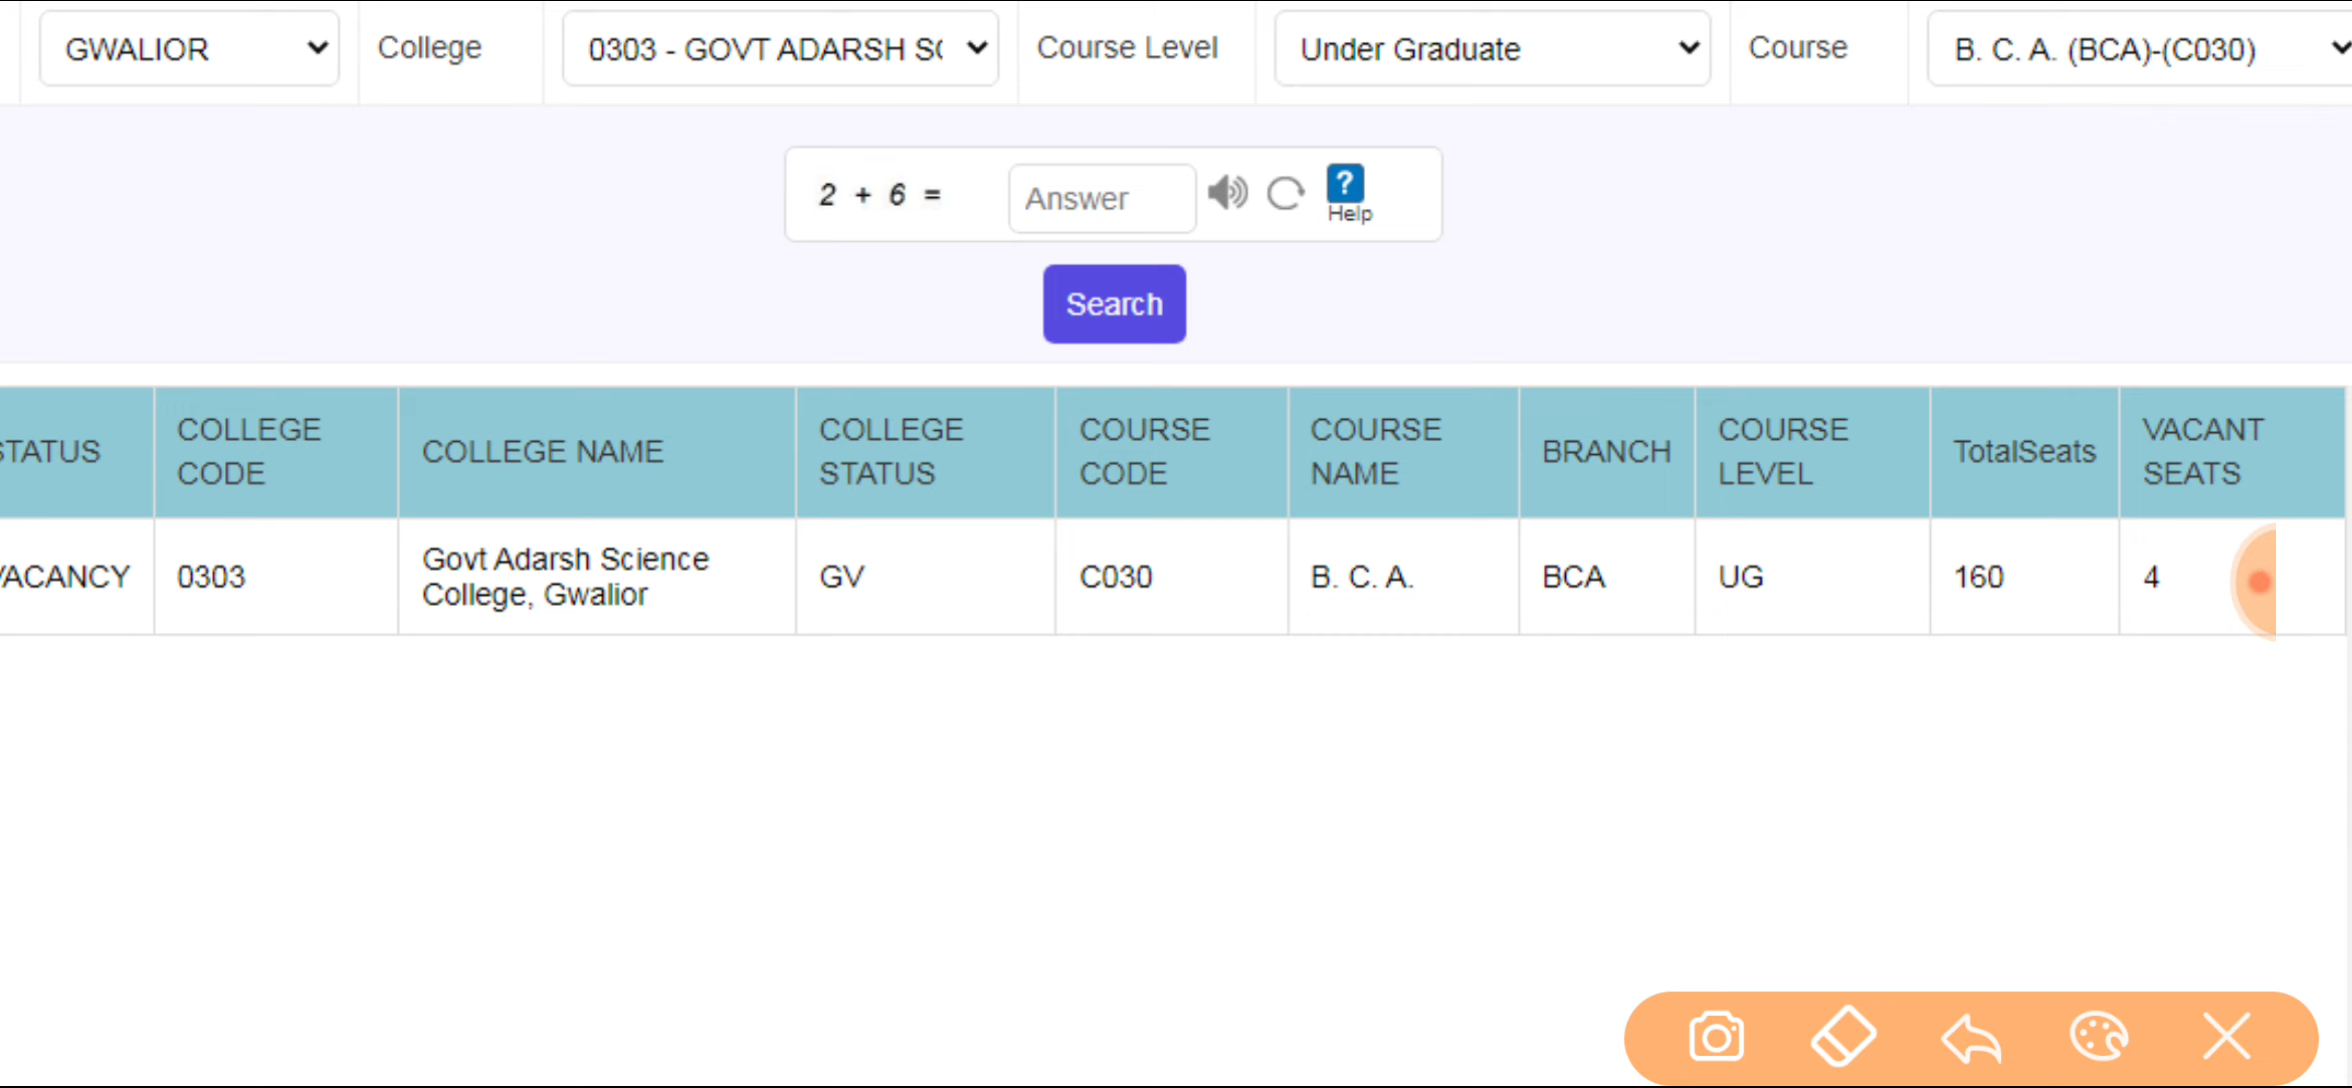 GWALIOR College 0303 - GOVT ADARSH Course Level Under Graduate Course B. C. A. (BCA)-(C030)
2 + 6 = Answer Help
Search
COLLEGE CODE COLLEGE NAME COLLEGE STATUS COURSE CODE COURSE NAME BRANCH COURSE LEVEL TotalSeats VACANT SEATS
0303 Govt Adarsh Science College, Gwalior GV C030 B. C. A. BCA UG 160 4